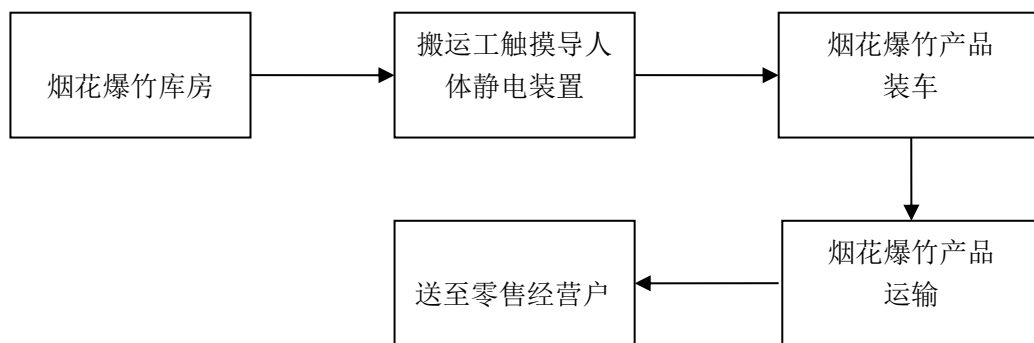 烟花爆竹库房
搬运工触摸导人
体静电装置
烟花爆竹产品
装车
烟花爆竹产品
运输
送至零售经营户